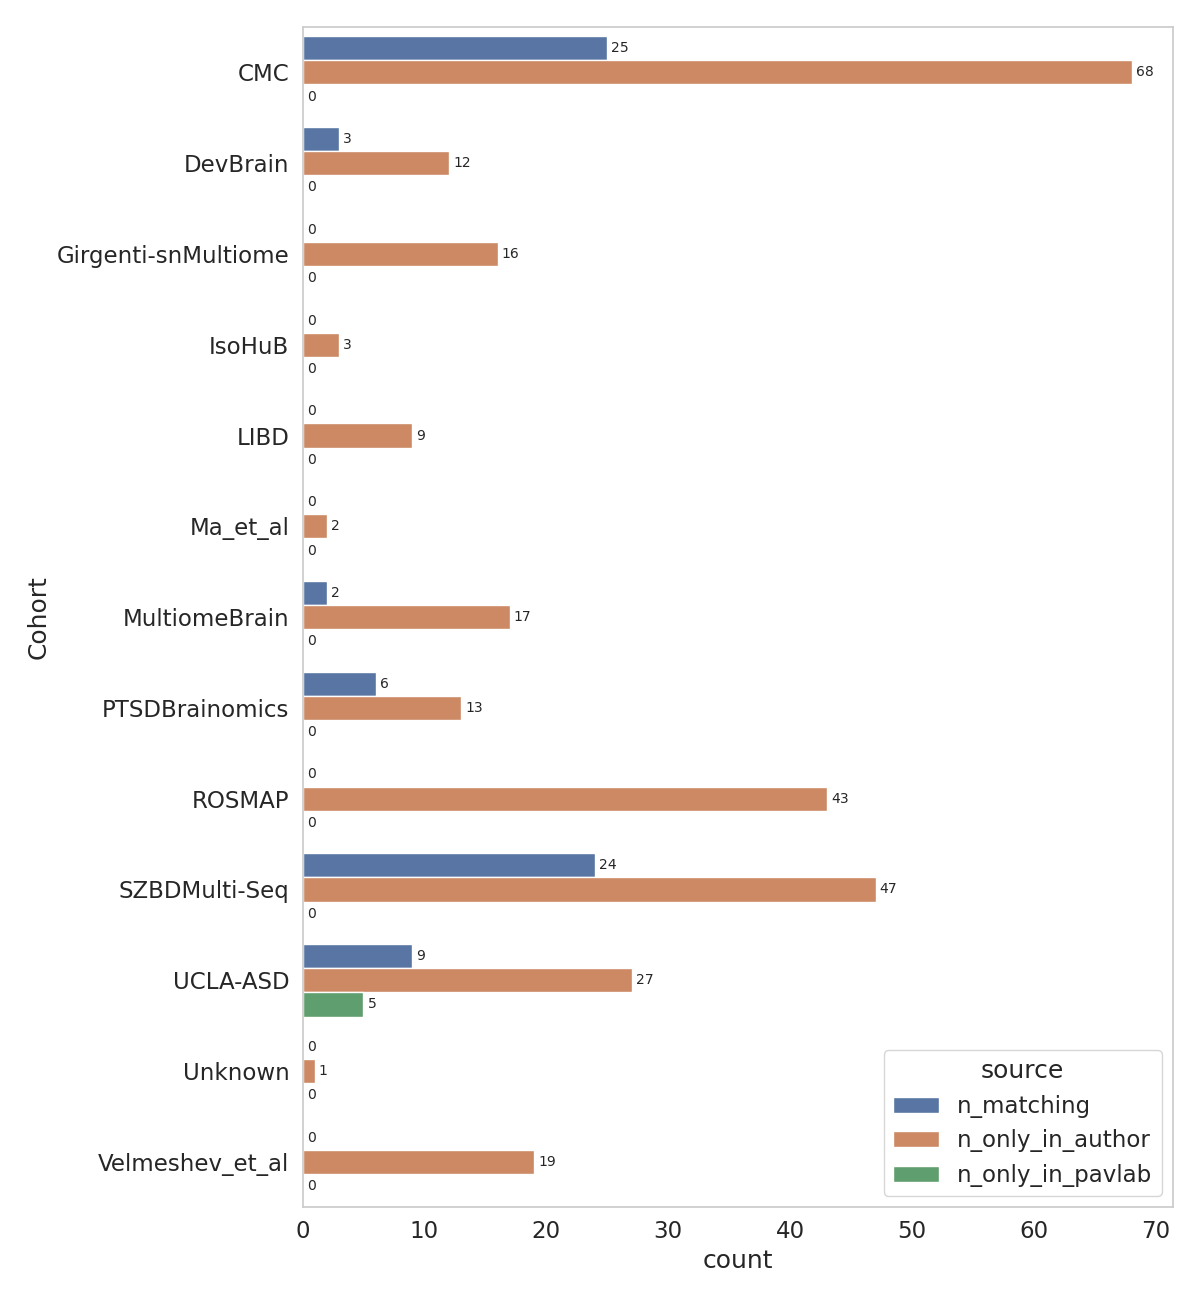 CMC
25
68
0
DevBrain
3
12
0
Girgenti-snMultiome
0
16
0
IsoHuB
0
3
0
LIBD
0
9
0
Ma_et_al
0
2
0
MultiomeBrain
2
17
0
PTSDBrainomics
6
13
0
ROSMAP
0
43
0
SZBDMulti-Seq
24
47
0
UCLA-ASD
9
27
5
Unknown
0
1
0
Velmeshev_et_al
0
19
0
Cohort
0 10 20 30 40 50 60 70
count
source
n_matching
n_only_in_author
n_only_in_pavlab